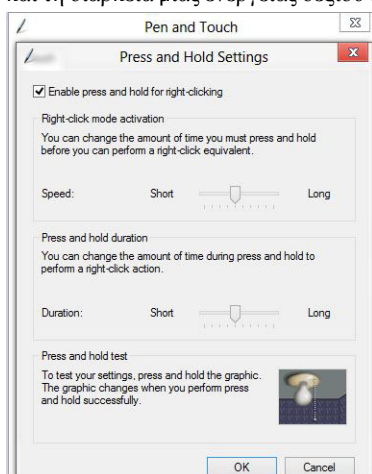 Pen and Touch
Press and Hold Settings
Enable press and hold for right-clicking
Right-click mode activation
You can change the amount of time you must press and hold
before you can perform a right-click equivalent.
Speed: Short Long
Press and hold duration
You can change the amount of time during press and hold to
perform a right-click action.
Duration: Short Long
Press and hold test
To test your settings, press and hold the graphic.
The graphic changes when you perform press
and hold successfully.
OK Cancel